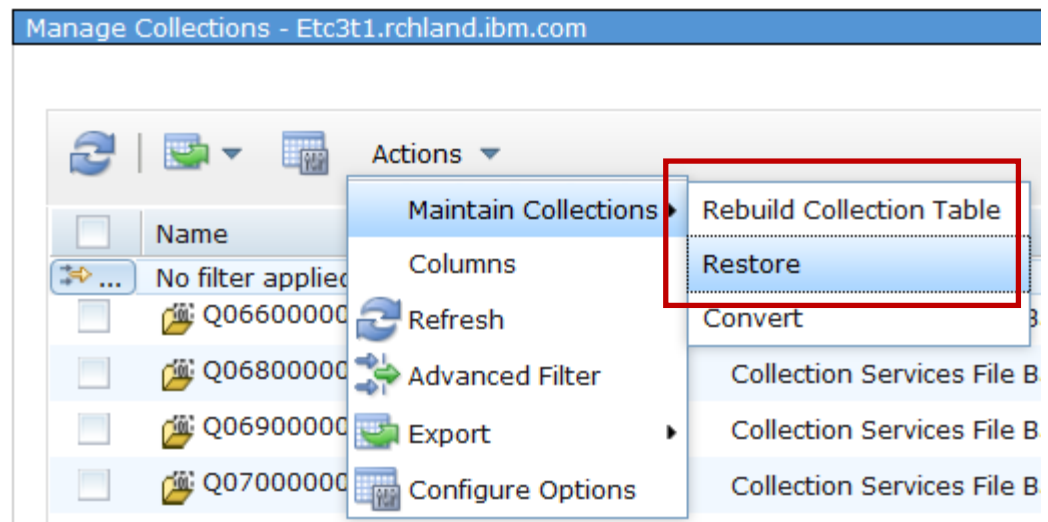 Manage Collections - Etc3t1.rchland.ibm.com
Actions
Maintain Collections
Rebuild Collection Table
Name
Columns
Restore
... No filter applied
Q06600000
Refresh
Convert
Q06800000
Advanced Filter
Collection Services File B
Q06900000
Export
Collection Services File B
Q07000000
Configure Options
Collection Services File B